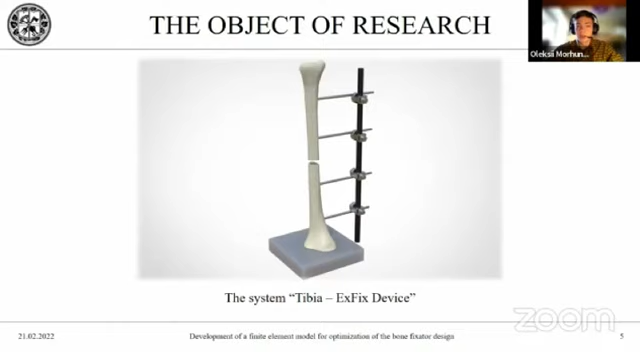 THE OBJECT OF RESEARCH
Oleksii Morhun...
The system “Tibia – ExFix Device”
21.02.2022
Development of a finite element model for optimization of the bone fixator design
5
zoom